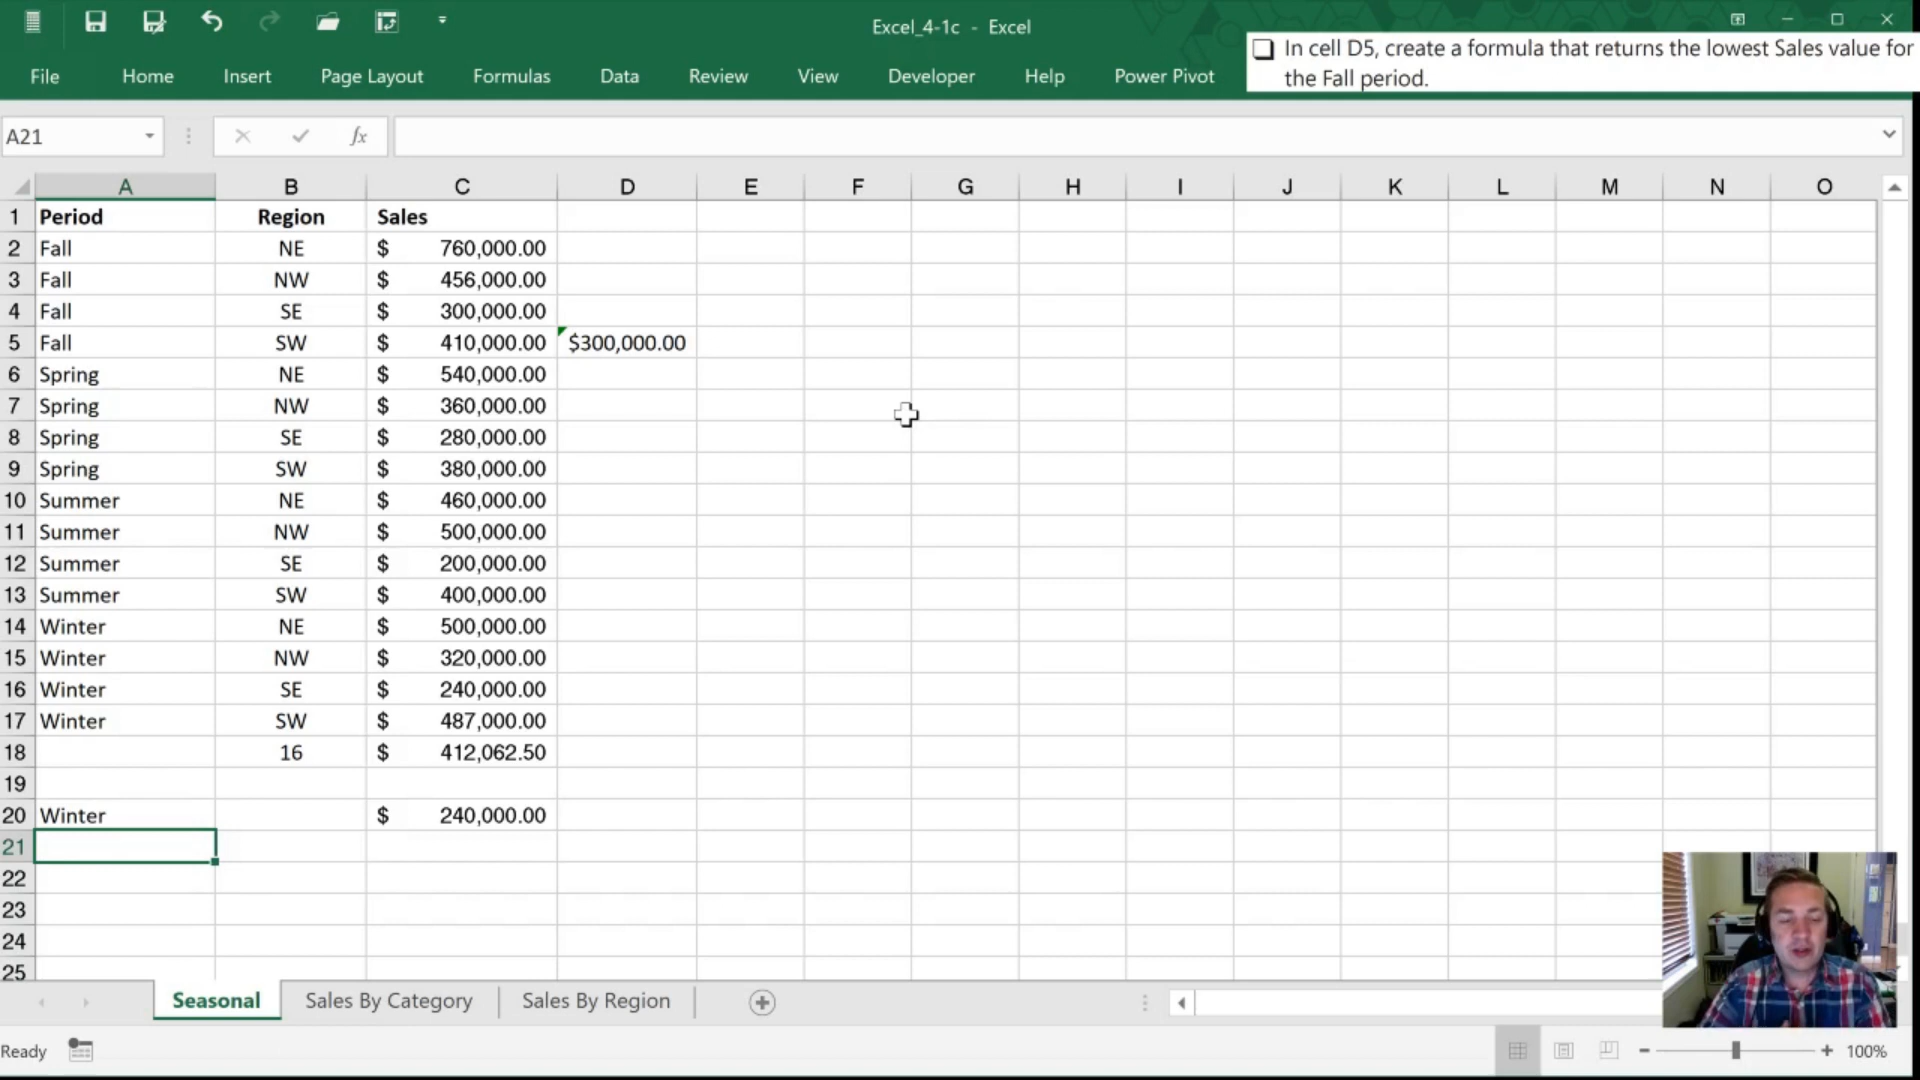 Excel_4-1c - Excel
In cell D5, create a formula that returns the lowest Sales value for
the Fall period.
File Home Insert Page Layout Formulas Data Review View Developer Help Power Pivot
A21 fx
A B C D E F G H I J K L M N O
1 Period Region Sales
2 Fall NE $ 760,000.00
3 Fall NW $ 456,000.00
4 Fall SE $ 300,000.00
5 Fall SW $ 410,000.00 $300,000.00
6 Spring NE $ 540,000.00
7 Spring NW $ 360,000.00
8 Spring SE $ 280,000.00
9 Spring SW $ 380,000.00
10 Summer NE $ 460,000.00
11 Summer NW $ 500,000.00
12 Summer SE $ 200,000.00
13 Summer SW $ 400,000.00
14 Winter NE $ 500,000.00
15 Winter NW $ 320,000.00
16 Winter SE $ 240,000.00
17 Winter SW $ 487,000.00
18 16 $ 412,062.50
19
20 Winter $ 240,000.00
21
22
23
24
25
Seasonal Sales By Category Sales By Region
Ready 100%